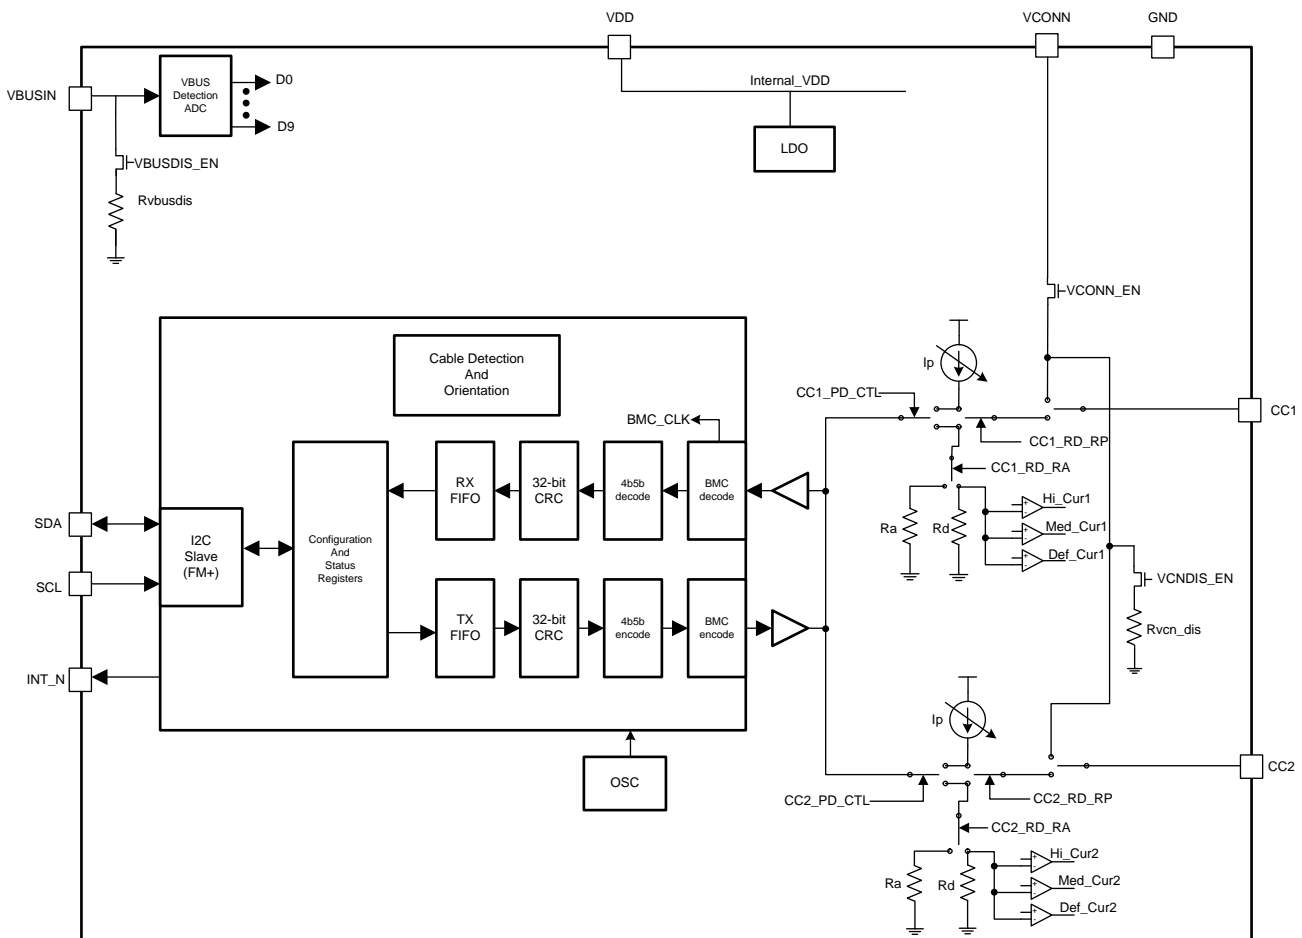 VDD
VCONN
GND
VBUSIN
VBUS
Detection
ADC
D0
D9
Internal_VDD
LDO
VBUSDIS_EN
Rvbusdis
VCONN_EN
Cable Detection
And
Orientation
Ip
CC1_PD_CTL
CC1
BMC_CLK
CC1_RD_RP
CC1_RD_RA
RX
FIFO
32-bit
CRC
4b5b
decode
BMC
decode
Hi_Cur1
Ra
Rd
Med_Cur1
Def_Cur1
SDA
I2C
Slave
(FM+)
Configuration
And
Status
Registers
SCL
VCNDIS_EN
TX
FIFO
32-bit
CRC
4b5b
encode
BMC
encode
Rvcn_dis
INT_N
Ip
OSC
CC2
CC2_PD_CTL
CC2_RD_RP
CC2_RD_RA
Hi_Cur2
Ra
Rd
Med_Cur2
Def_Cur2